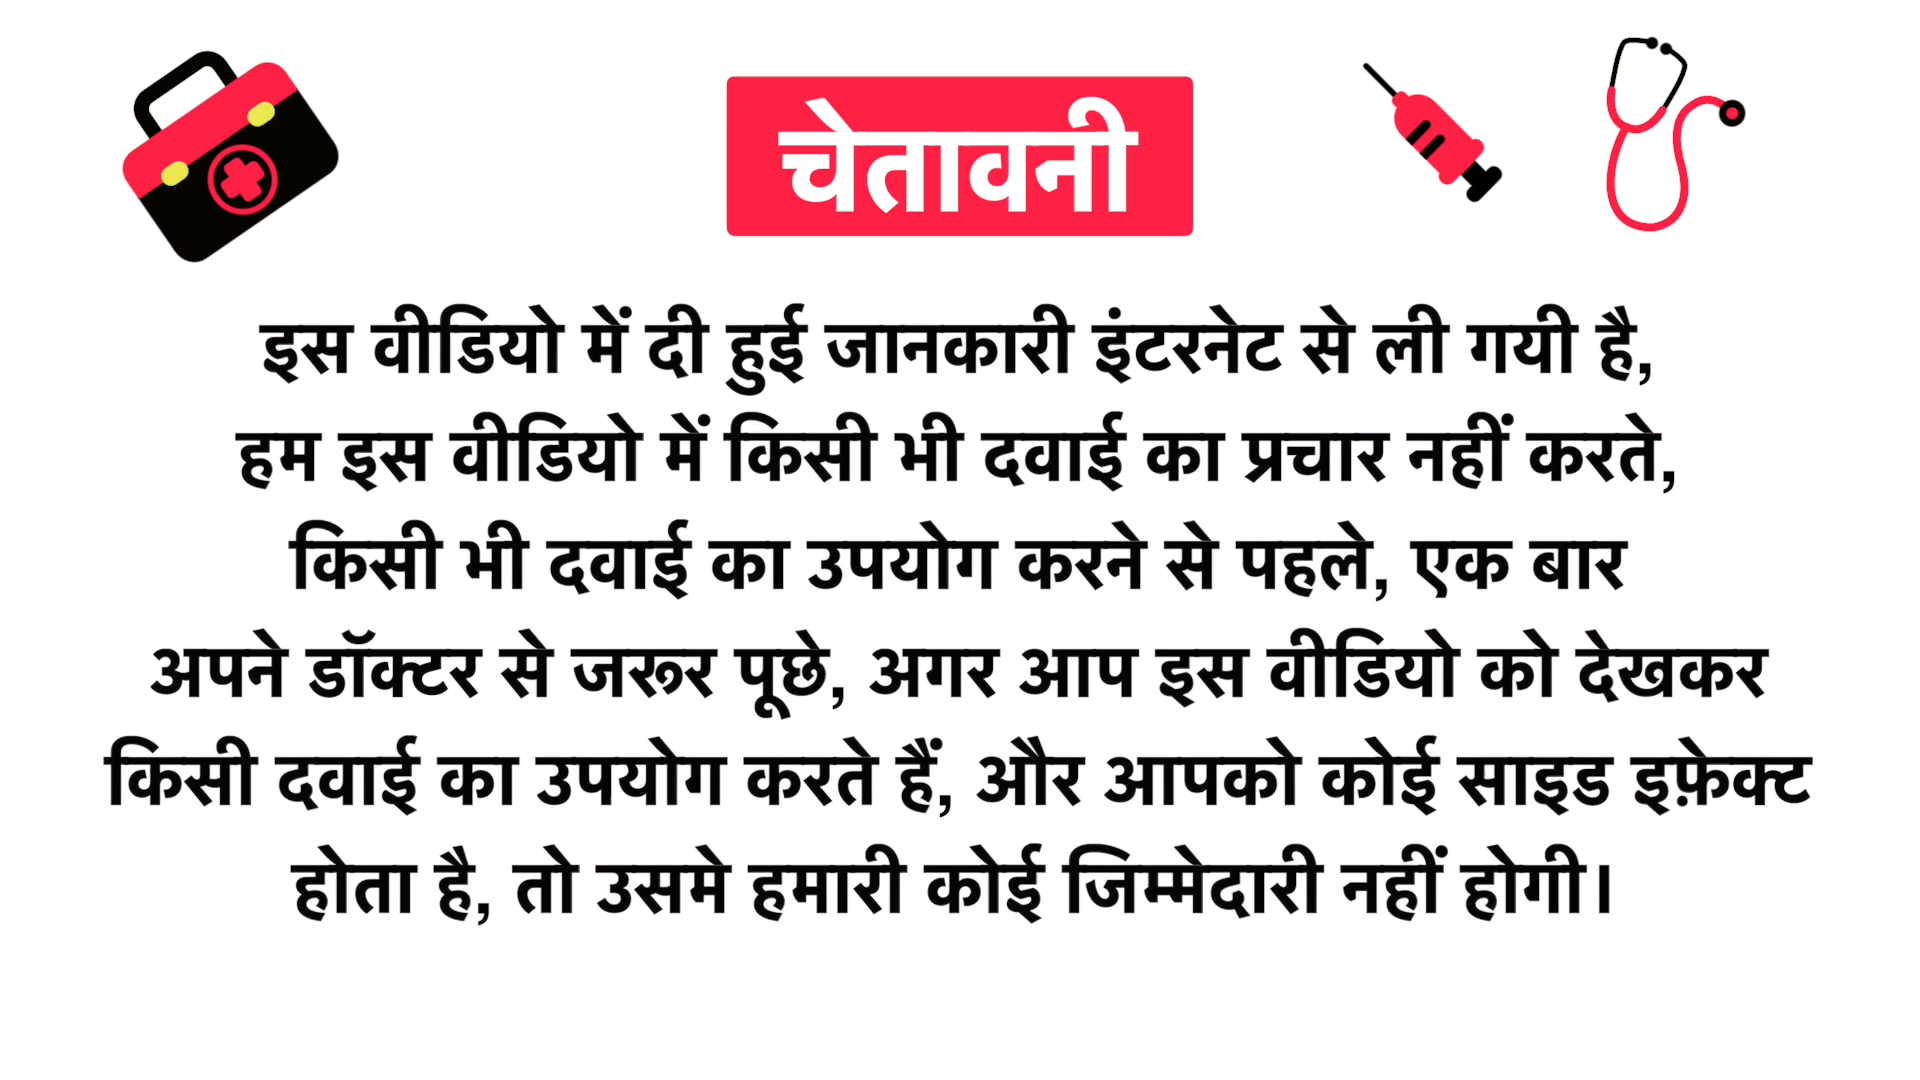 चेतावनी
इस वीडियो में दी हुई जानकारी इंटरनेट से ली गयी है,
हम इस वीडियो में किसी भी दवाई का प्रचार नहीं करते,
किसी भी दवाई का उपयोग करने से पहले, एक बार
अपने डॉक्टर से जरूर पूछे, अगर आप इस वीडियो को देखकर
किसी दवाई का उपयोग करते हैं, और आपको कोई साइड इफ़ेक्ट
होता है, तो उसमे हमारी कोई जिम्मेदारी नहीं होगी।